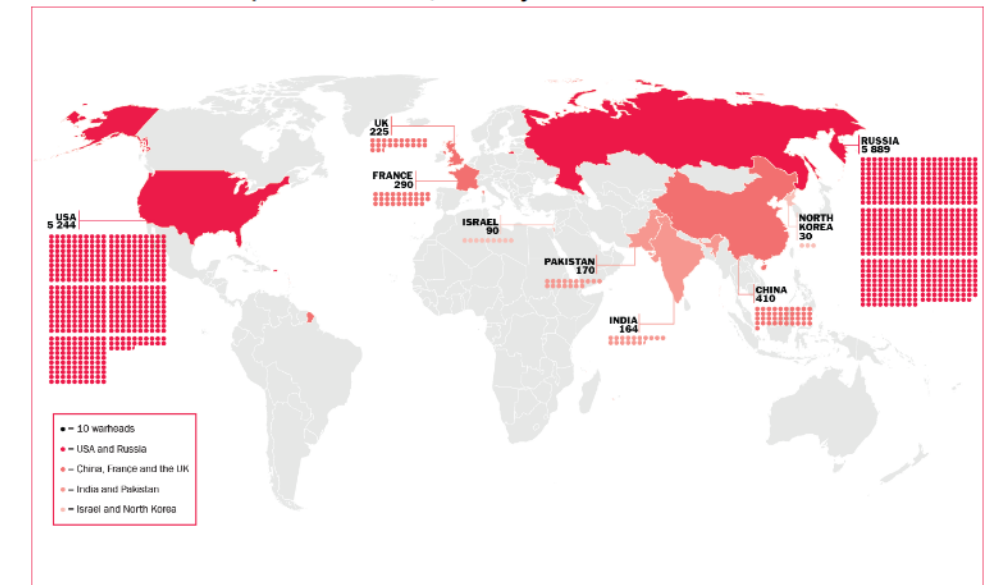 UK
225
FRANCE
290
USA
5 244
ISRAEL
90
PAKISTAN
170
INDIA
164
RUSSIA
5 889
NORTH
KOREA
30
CHINA
410
= 10 warheads
= USA and Russia
= China, France and the UK
= India and Pakistan
= Israel and North Korea